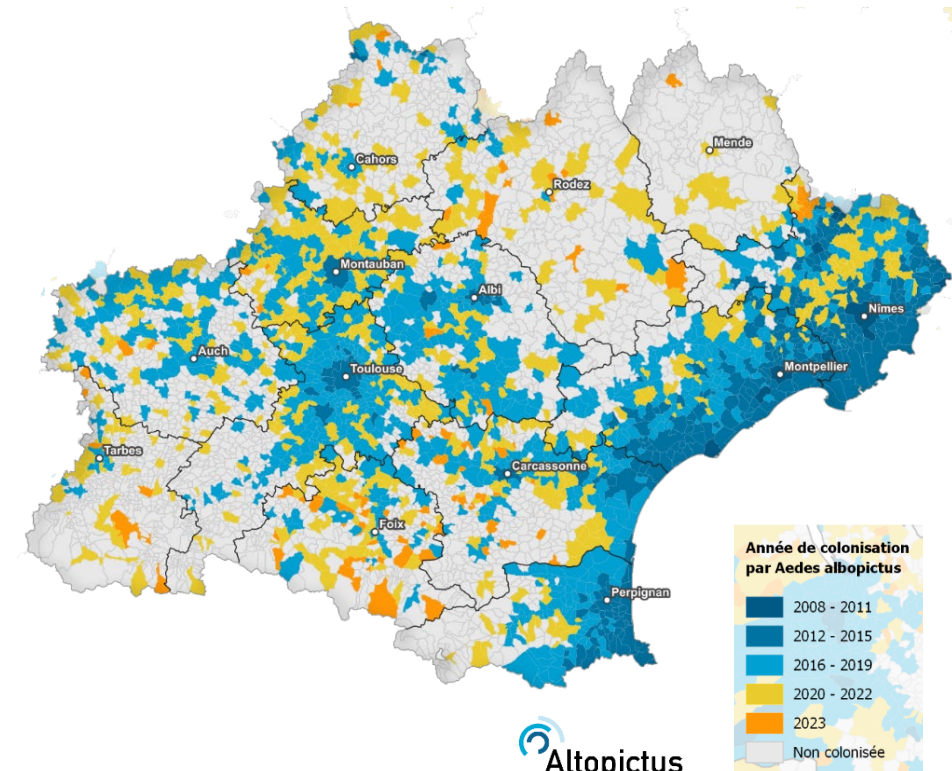 Mende
Cahors
Rodez
Montauban
Albi
Nîmes
Auch
Toulouse
Montpellier
Tarbes
Carcassonne
Foix
Perpignan
Année de colonisation
par Aedes albopictus
2008 - 2011
2012 - 2015
2016 - 2019
2020 - 2022
2023
Non colonisée
Altopictus